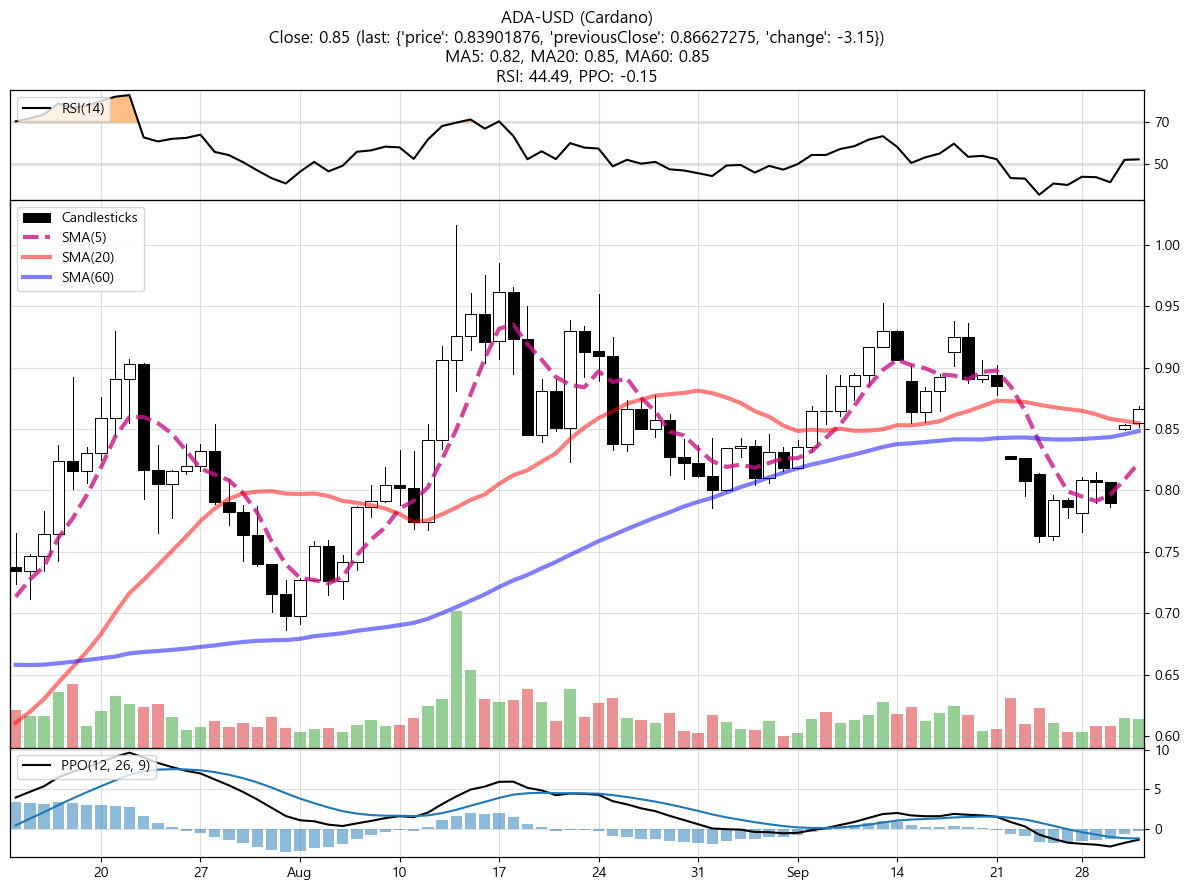 ADA-USD (Cardano)
Close: 0.85 (last: {'price': 0.83901876, 'previousClose': 0.86627275, 'change': -3.15})
MA5: 0.82, MA20: 0.85, MA60: 0.85
RSI: 44.49, PPO: -0.15
RSI(14)
70
50
Candlesticks
SMA(5)
SMA(20)
SMA(60)
1.00
0.95
0.90
0.85
0.80
0.75
0.70
0.65
0.60
PPO(12, 26, 9)
10
5
0
20 27 Aug 10 17 24 31 Sep 14 21 28